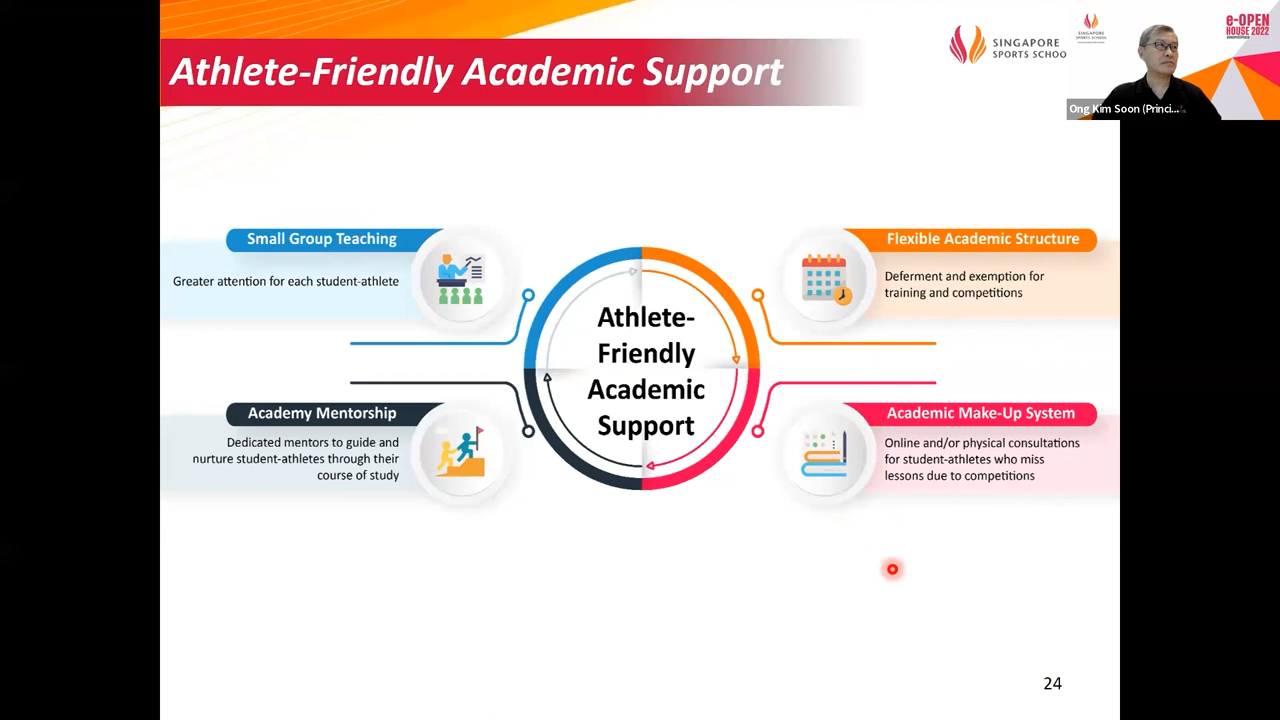 Athlete-Friendly Academic Support
SINGAPORE
SPORTS SCHOO
SINGAPORE
SPORTS SCHOOL
e-OPEN
HOUSE 2022
Ong Kim Soon (Princi...
Small Group Teaching
Greater attention for each student-athlete
Flexible Academic Structure
Deferment and exemption for
training and competitions
Athlete-
Friendly
Academic
Support
Academy Mentorship
Dedicated mentors to guide and
nurture student-athletes through their
course of study
Academic Make-Up System
Online and/or physical consultations
for student-athletes who miss
lessons due to competitions
24